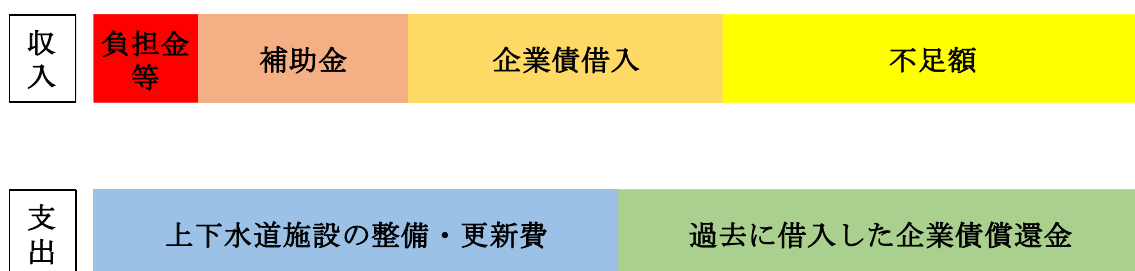 収入
負担金等
補助金
企業債借入
不足額
支出
上下水道施設の整備・更新費
過去に借入した企業債償還金